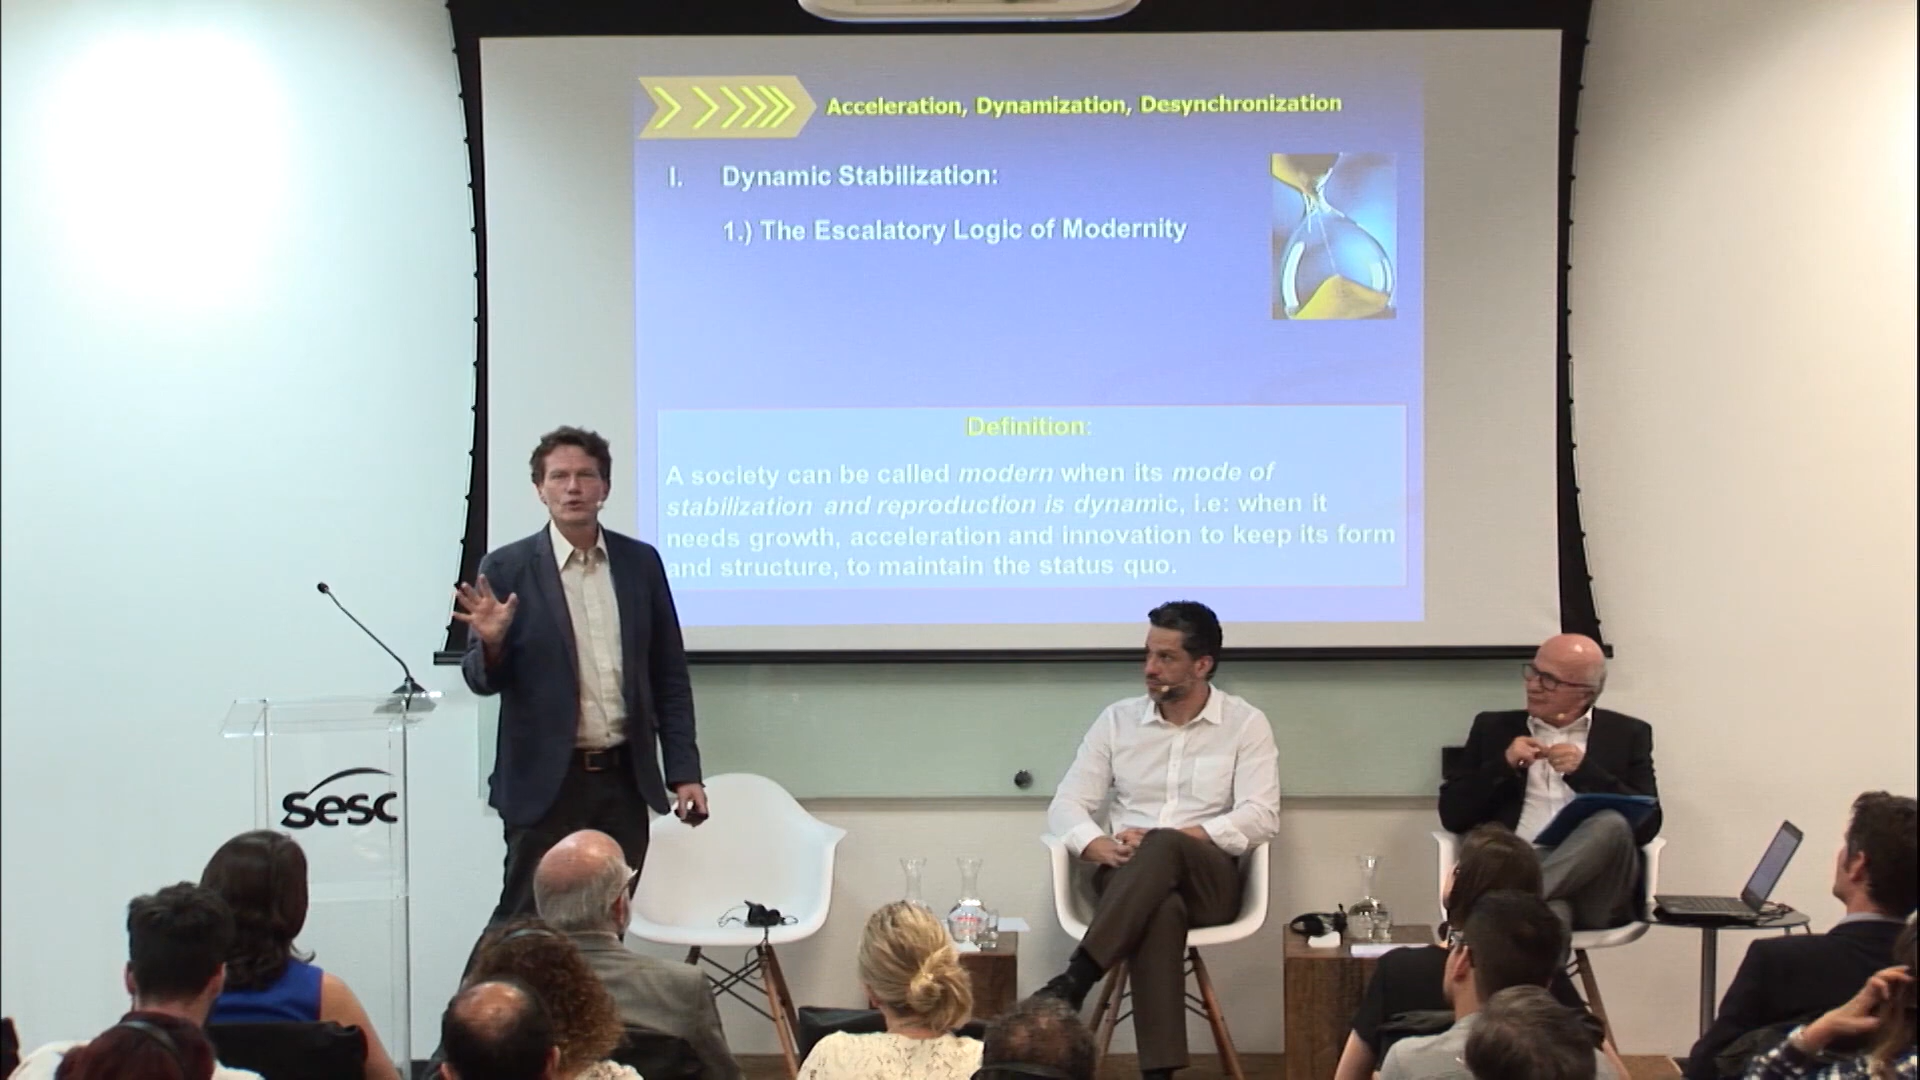 Acceleration, Dynamization, Desynchronization
I. Dynamic Stabilization:
1.) The Escalatory Logic of Modernity
Definition:
A society can be called modern when its mode of
stabilization and reproduction is dynamic, i.e: when it
needs growth, acceleration and innovation to keep its form
and structure, to maintain the status quo.
sesc